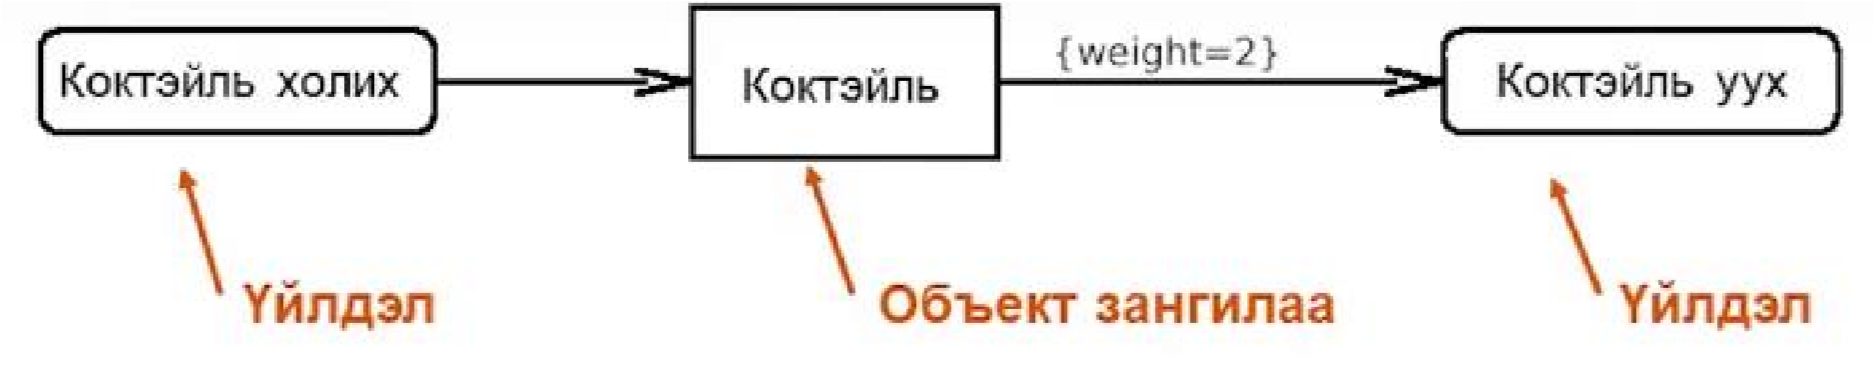 Коктэйль холих
Коктэйль
{weight=2}
Коктэйль уух
Үйлдэл
Объект зангилаа
Үйлдэл